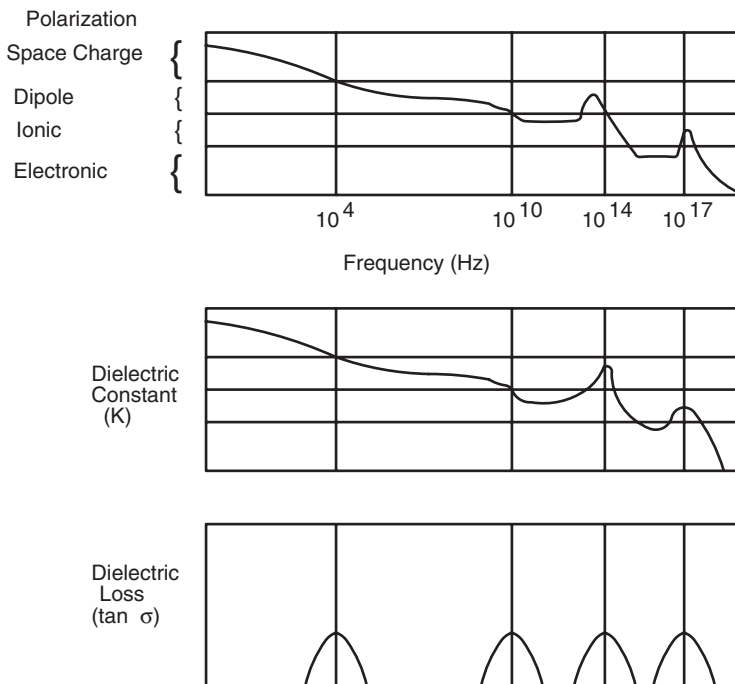 Polarization
Space Charge {
Dipole {
Ionic {
Electronic {
10^4 10^10 10^14 10^17
Frequency (Hz)
Dielectric
Constant
(K)
Dielectric
Loss
(tan σ)